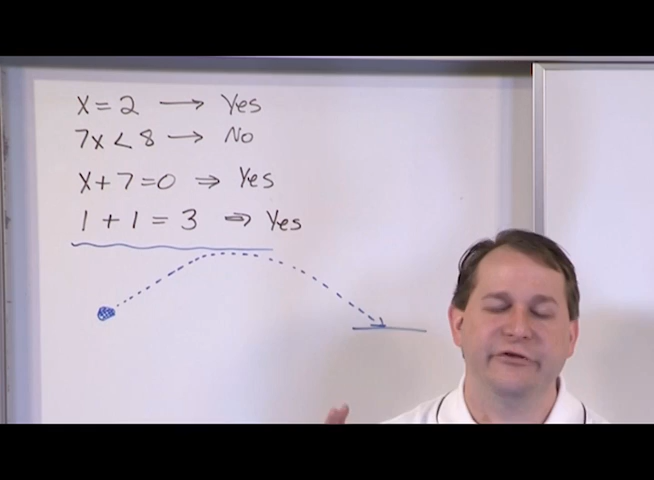 x = 2 → Yes
7x < 8 → No
x + 7 = 0 ⇒ Yes
1 + 1 = 3 ⇒ Yes